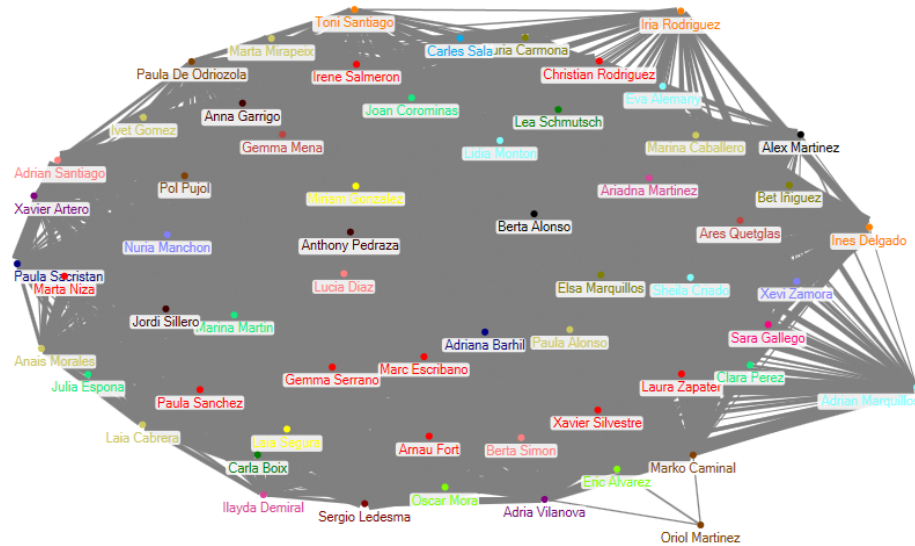 Toni Santiago
Iria Rodriguez
Marta Mirapeix
Carles Sala
uria Carmona
Paula De Odriozola
Irene Salmeron
Christian Rodriguez
Eva Alemany
Anna Garrigo
Joan Corominas
Lea Schmutsch
Ivet Gomez
Gemma Mena
Lidia Monton
Marina Caballero
Alex Martinez
Adrian Santiago
Pol Pujol
Miriam Gonzalez
Ariadna Martinez
Bet Iñiguez
Xavier Artero
Berta Alonso
Ares Quetglas
Ines Delgado
Nuria Manchon
Anthony Pedraza
Paula Sacristan
Marta Niza
Lucia Diaz
Elsa Marquillos
Sheila Criado
Xevi Zamora
Jordi Sillero
Marina Martin
Adriana Barhil
Paula Alonso
Sara Gallego
Anais Morales
Julia Espona
Gemma Serrano
Marc Escribano
Laura Zapater
Clara Perez
Adrian Marquillos
Paula Sanchez
Xavier Silvestre
Laia Cabrera
Laia Segura
Arnau Fort
Berta Simon
Carla Boix
Marko Caminal
Eric Alvarez
Ilayda Demiral
Sergio Ledesma
Oscar Mora
Adria Vilanova
Oriol Martinez